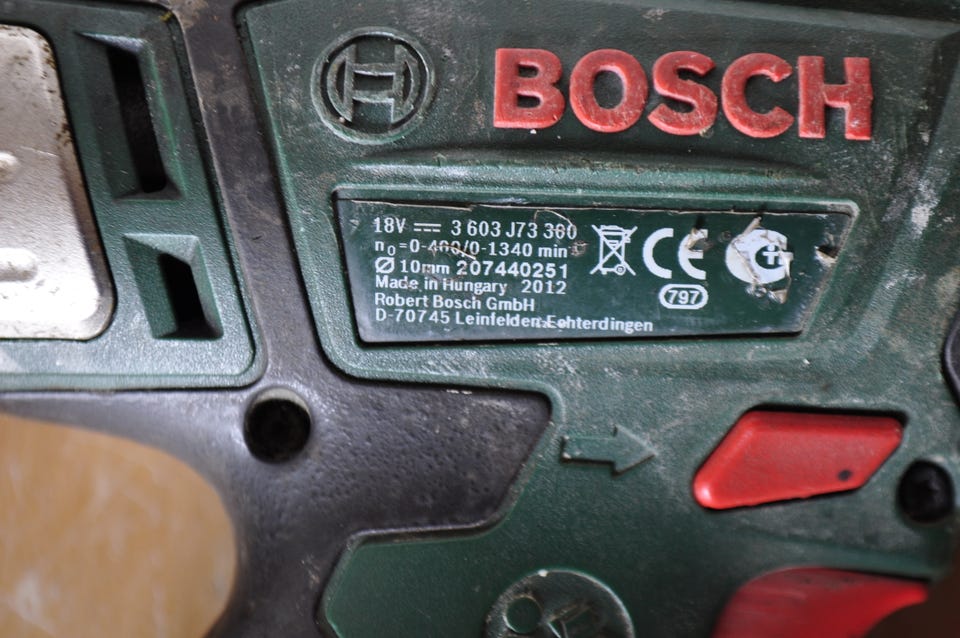 BOSCH
18V 3 603 J73 300
n₀=0-400/0-1340 min
Ø 10mm 207440251
Made in Hungary 2012
Robert Bosch GmbH
D-70745 Leinfelden-Echterdingen
CE
797